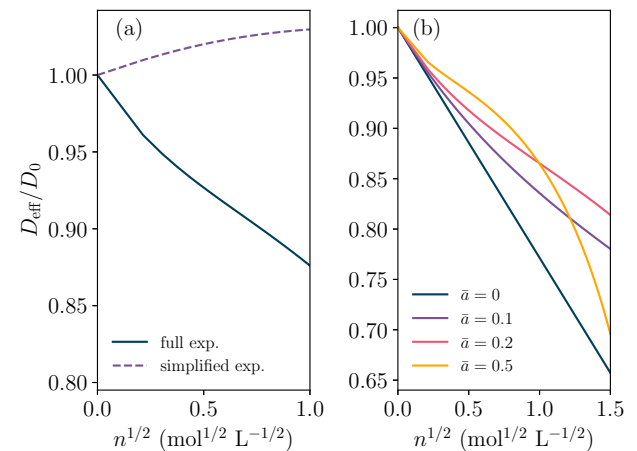 (a)
(b)
1.00
0.95
0.90
0.85
0.80
D_eff/D_0
full exp.
simplified exp.
0.0 0.5 1.0
n^{1/2} (mol^{1/2} L^{-1/2})
1.00
0.95
0.90
0.85
0.80
0.75
0.70
0.65
ā = 0
ā = 0.1
ā = 0.2
ā = 0.5
0.0 0.5 1.0 1.5
n^{1/2} (mol^{1/2} L^{-1/2})